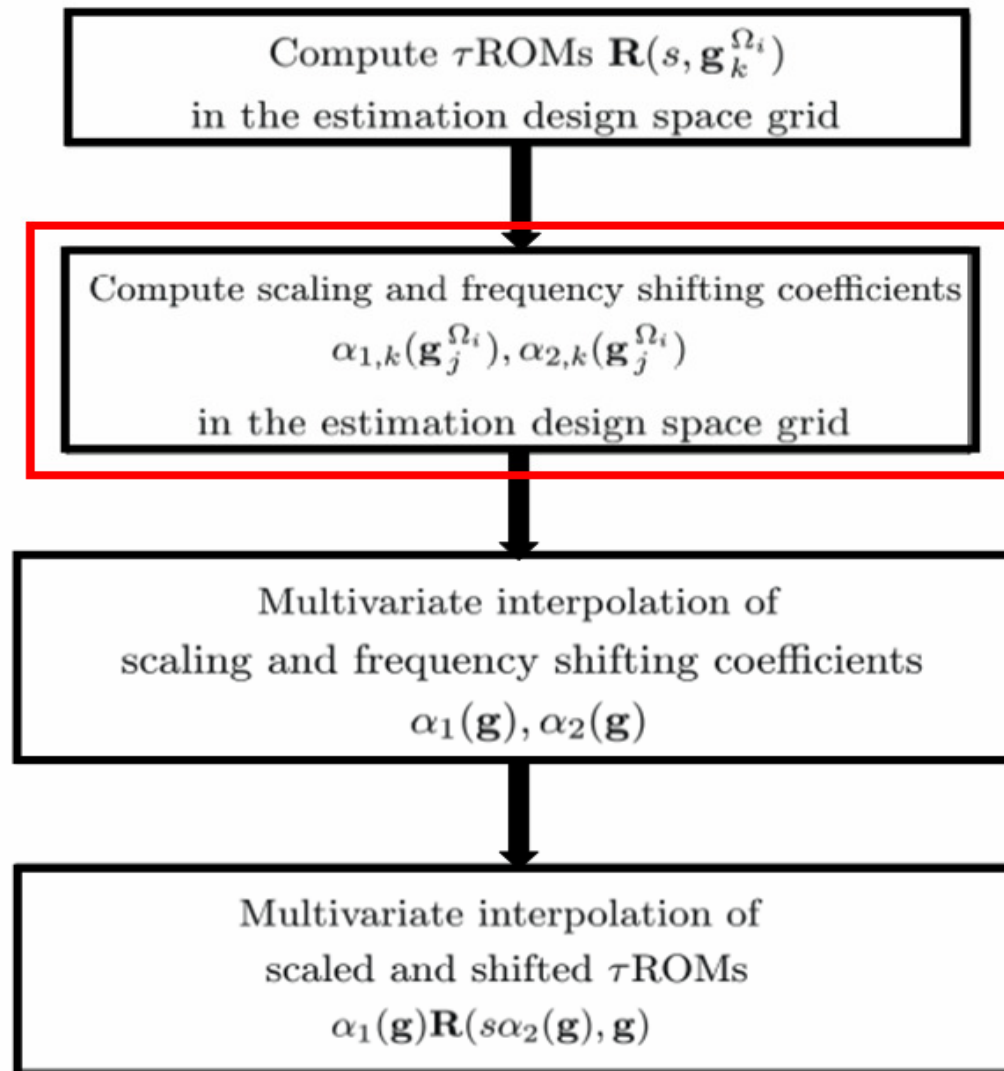 Compute τROMs R(s, g_k^{Ω_i})
in the estimation design space grid
Compute scaling and frequency shifting coefficients
α_{1,k}(g_j^{Ω_i}), α_{2,k}(g_j^{Ω_i})
in the estimation design space grid
Multivariate interpolation of
scaling and frequency shifting coefficients
α_1(g), α_2(g)
Multivariate interpolation of
scaled and shifted τROMs
α_1(g)R(sα_2(g), g)